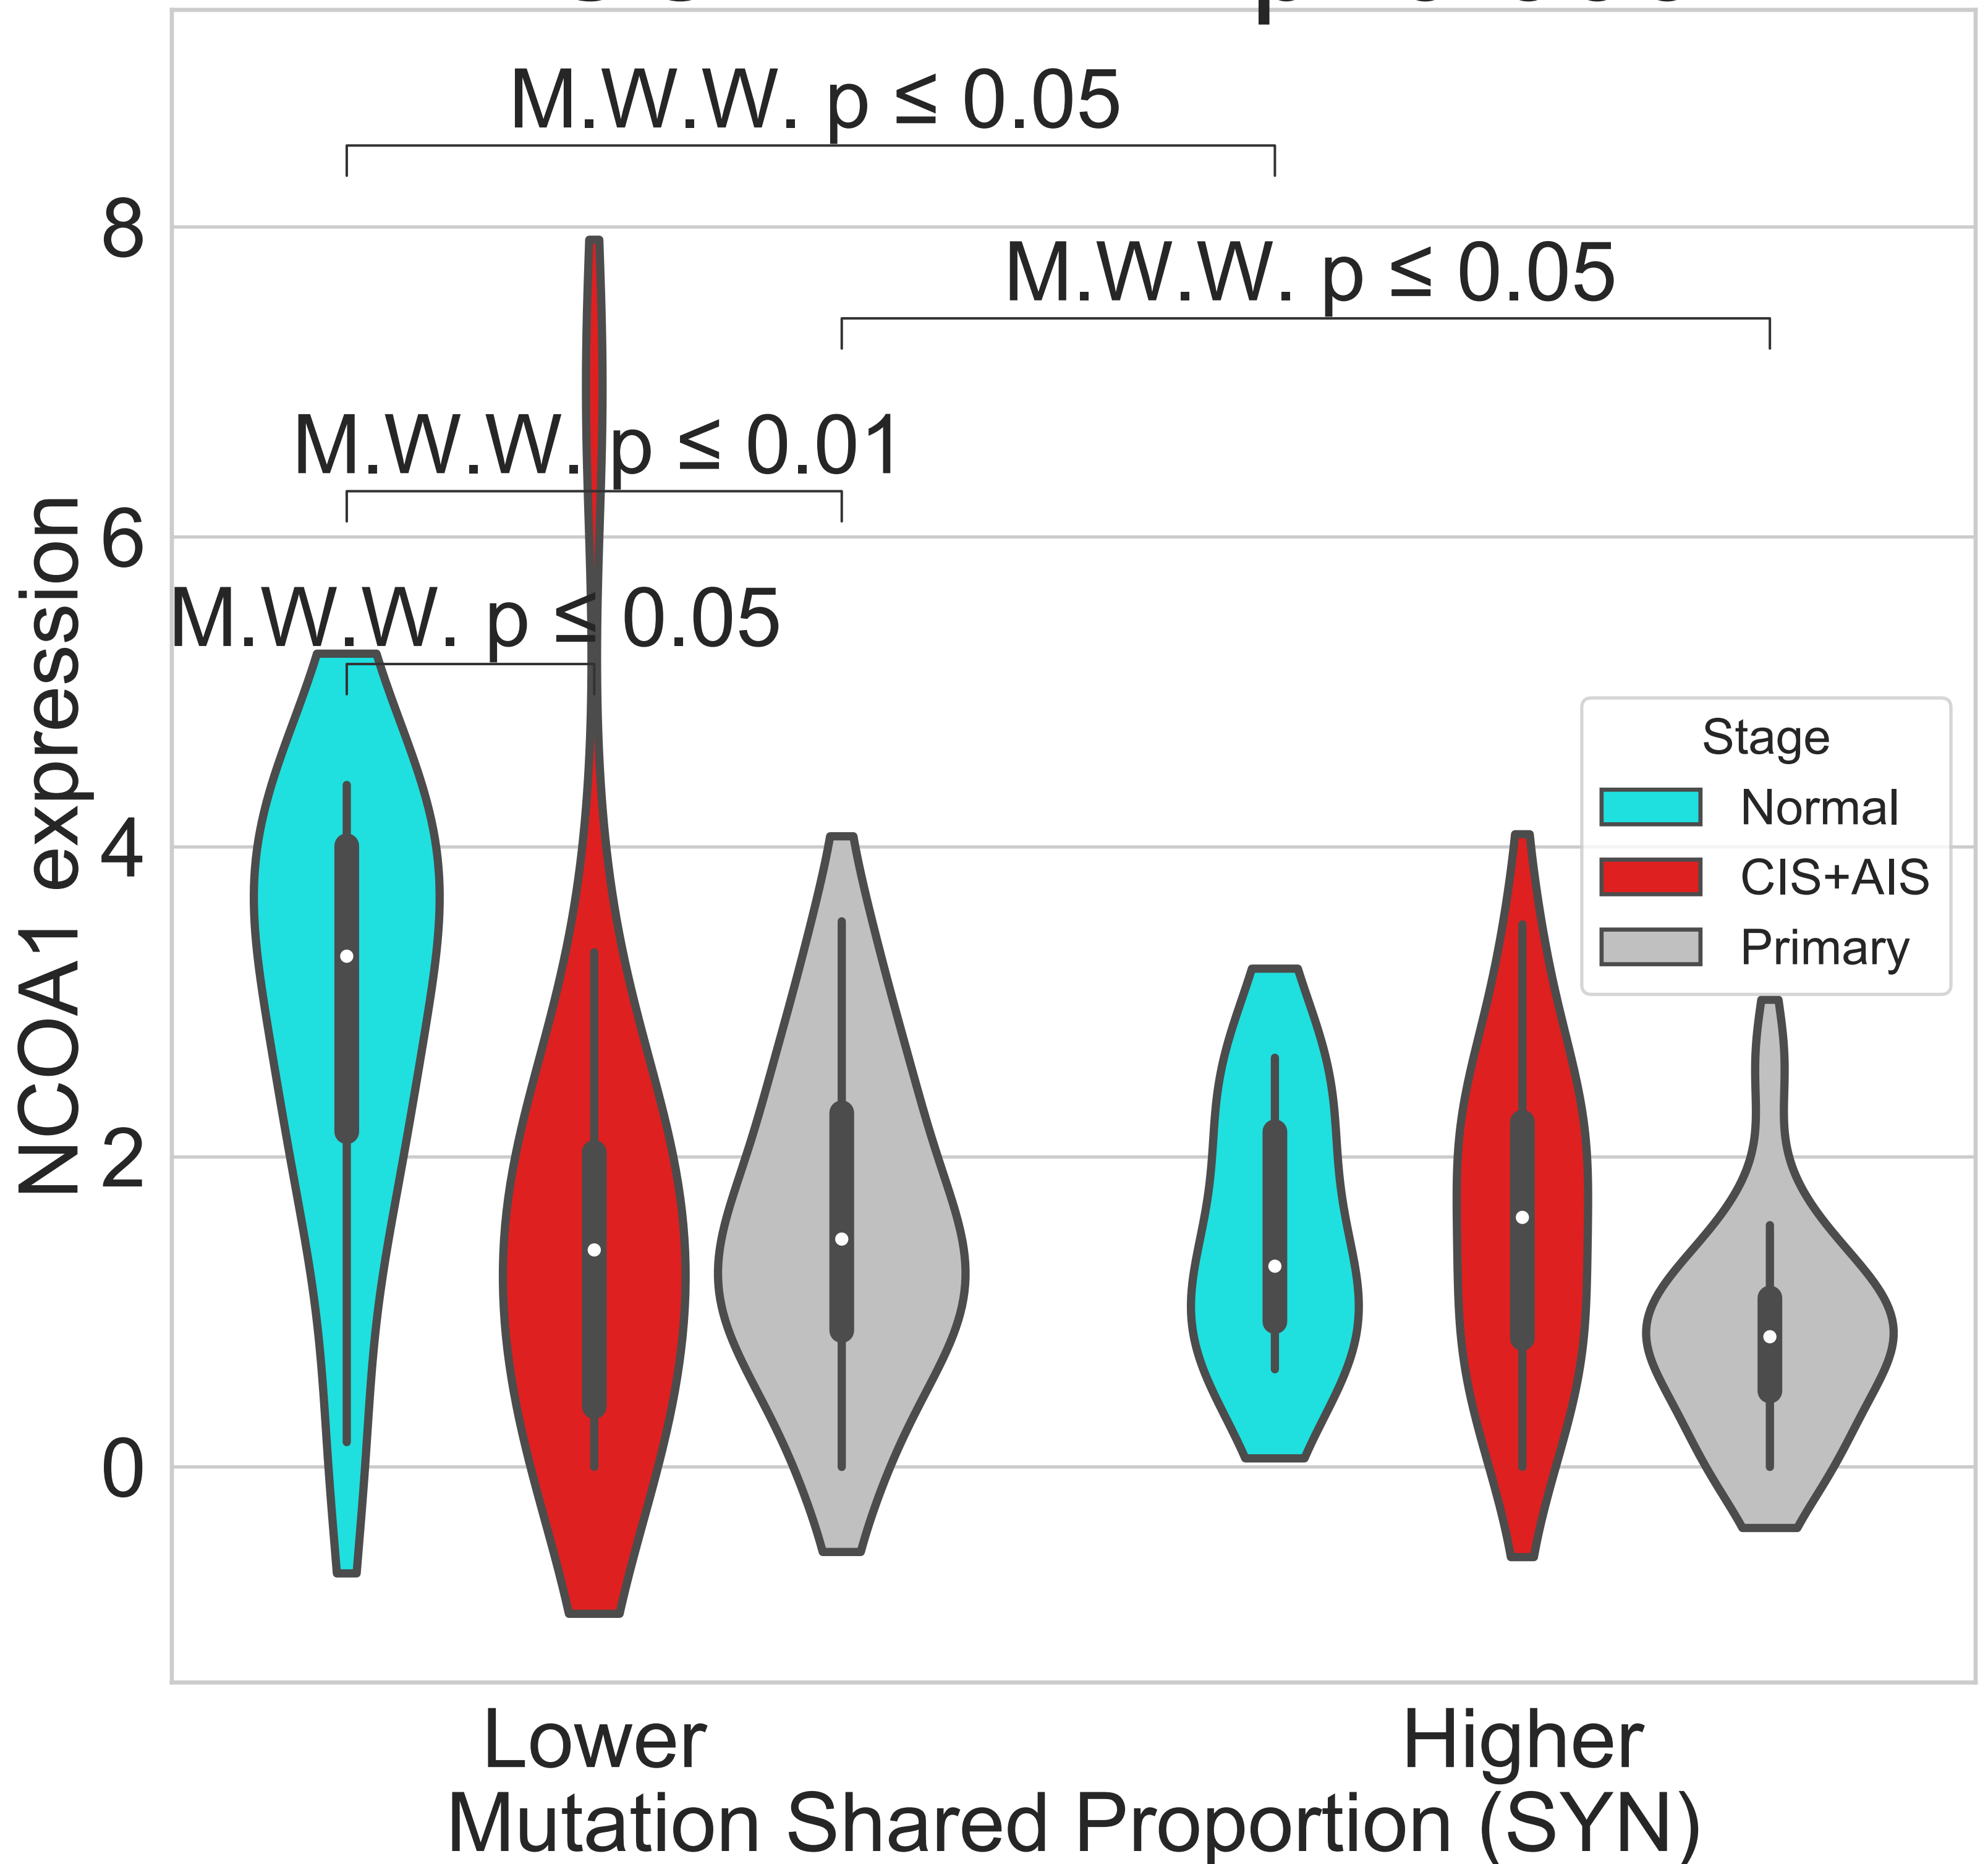 M.W.W. p ≤ 0.05
8
M.W.W. p ≤ 0.05
M.W.W. p ≤ 0.01
6
M.W.W. p ≤ 0.05
NCOA1 expression
Stage
Normal
CIS+AIS
Primary
4
2
0
Lower
Higher
Mutation Shared Proportion (SYN)